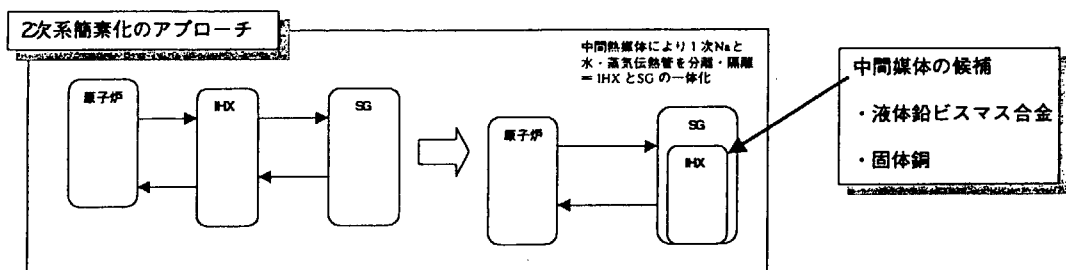 2次系簡素化のアプローチ
中間熱媒体により1次Naと
水・蒸気伝熱管を分離・隔離
= IHXとSGの一体化
原子炉
IHX
SG
原子炉
SG
IHX
中間媒体の候補
・液体鉛ビスマス合金
・固体銅